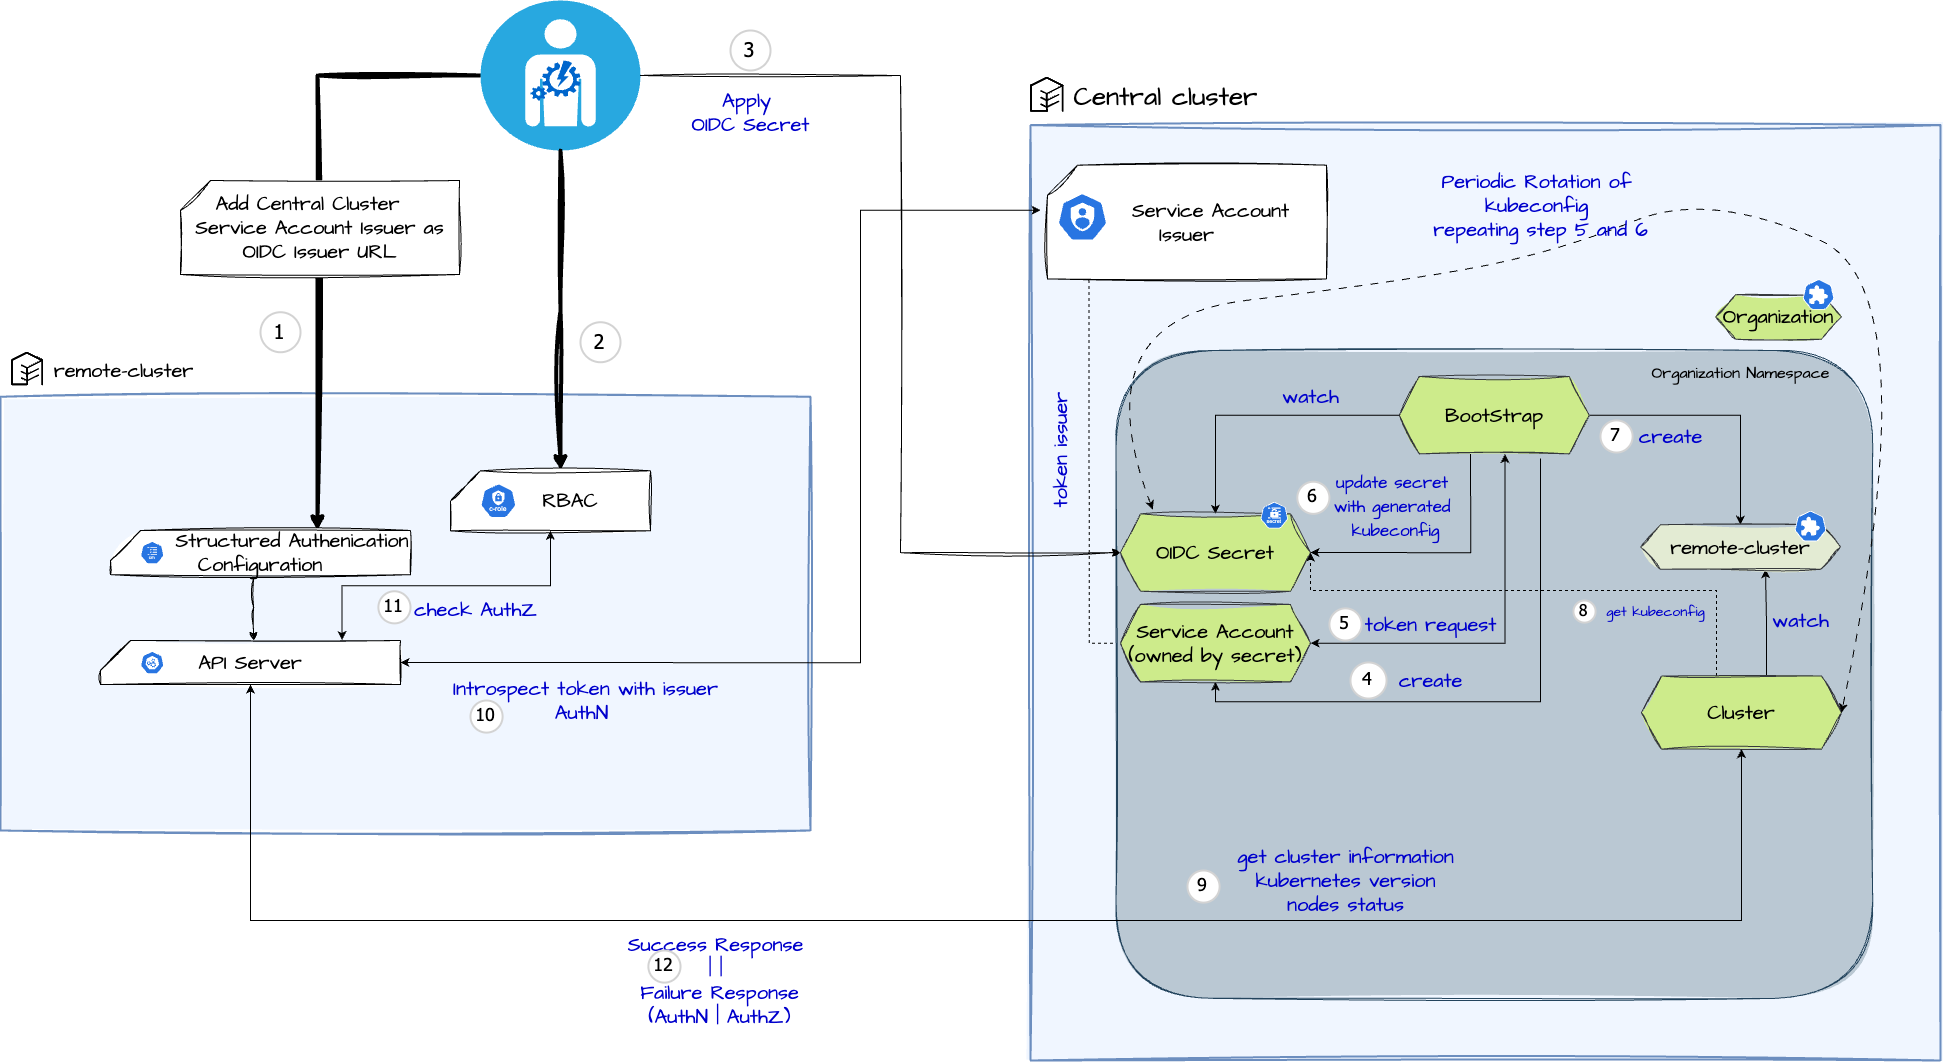 3
Apply
OIDC Secret
Central cluster
Add Central Cluster
Service Account Issuer as
OIDC Issuer URL
Service Account
Issuer
Periodic Rotation of
kubeconfig
repeating step 5 and 6
1
2
Organization
remote-cluster
Organization Namespace
token issuer
watch
BootStrap
7
create
6
update secret
with generated
kubeconfig
c-role
RBAC
secret
OIDC Secret
remote-cluster
Structured Authenication
Configuration
11
check AuthZ
8
get kubeconfig
5
token request
watch
Service Account
(owned by secret)
API Server
4
create
Introspect token with issuer
10
AuthN
Cluster
9
get cluster information
kubernetes version
nodes status
Success Response
12
||
Failure Response
(AuthN | AuthZ)